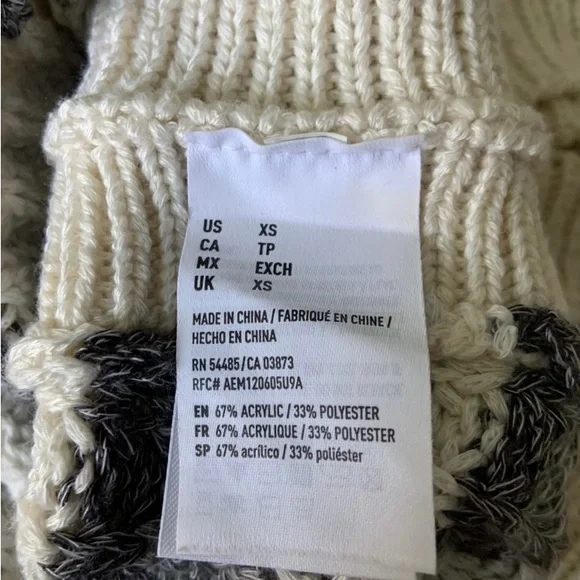 US XS
CA TP
MX EXCH
UK XS
MADE IN CHINA / FABRIQUÉ EN CHINE /
HECHO EN CHINA
RN 54485/CA 03873
RFC# AEM120605U9A
EN 67% ACRYLIC / 33% POLYESTER
FR 67% ACRYLIQUE / 33% POLYESTER
SP 67% acrílico / 33% poliéster